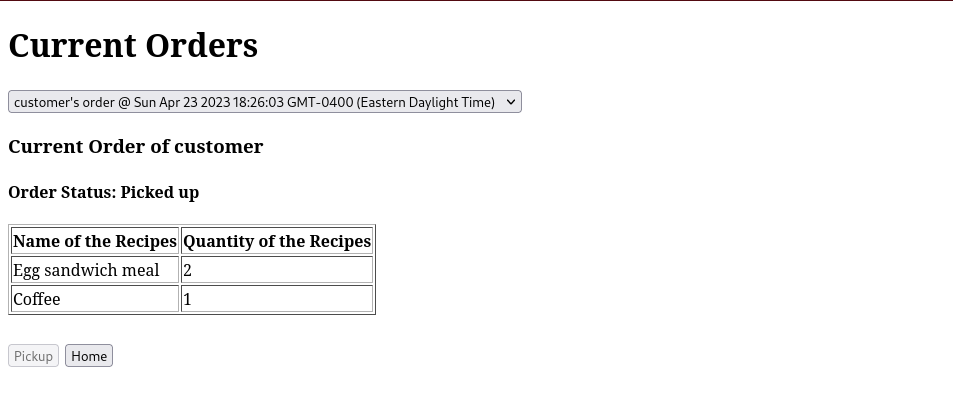 Current Orders
customer's order @ Sun Apr 23 2023 18:26:03 GMT-0400 (Eastern Daylight Time)
Current Order of customer
Order Status: Picked up
Name of the Recipes Quantity of the Recipes
Egg sandwich meal 2
Coffee 1
Pickup Home